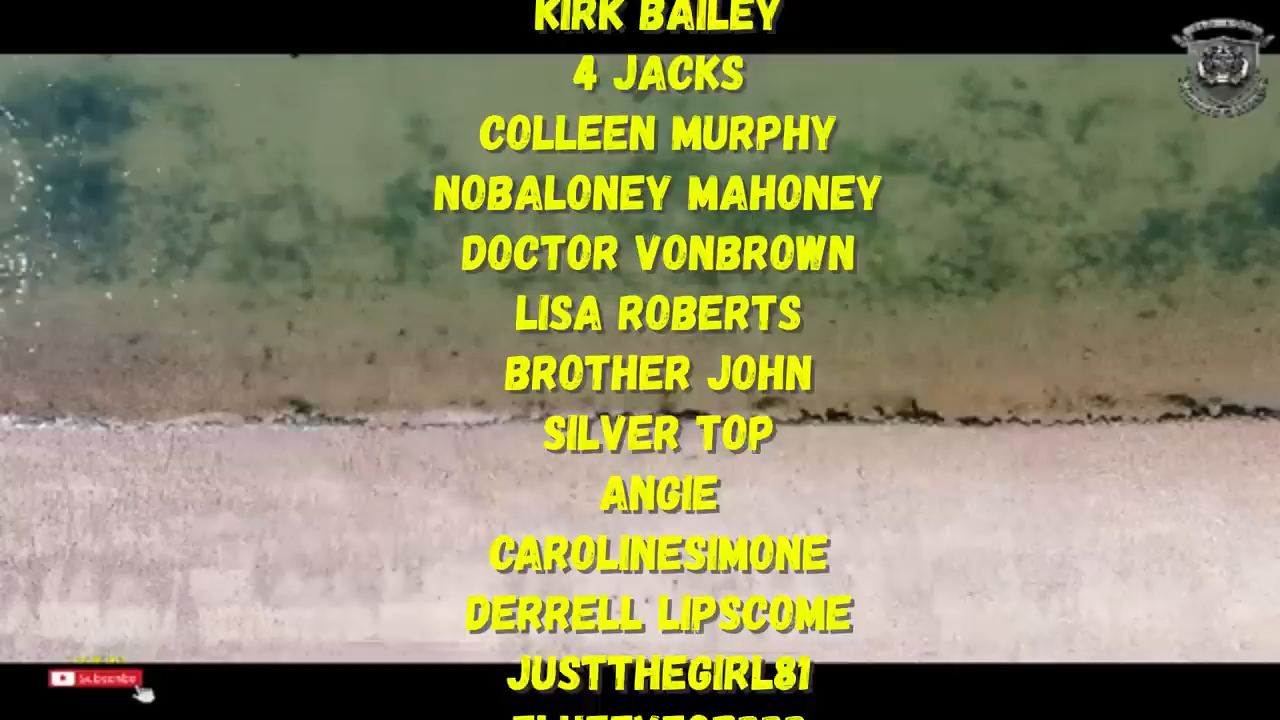 KIRK BAILEY
4 JACKS
COLLEEN MURPHY
NOBALONEY MAHONEY
DOCTOR VONBROWN
LISA ROBERTS
BROTHER JOHN
SILVER TOP
ANGIE
CAROLINESIMONE
DERRELL LIPSCOME
JUSTTHEGIRL81
Subscribe